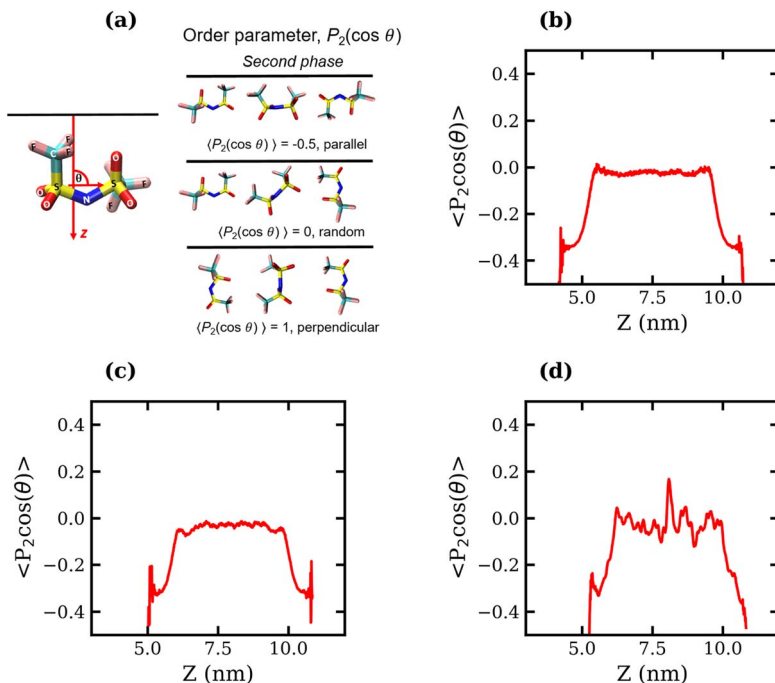 (a)
Order parameter, P₂(cos θ)
Second phase
⟨P₂(cos θ) ⟩ = -0.5, parallel
⟨P₂(cos θ) ⟩ = 0, random
⟨P₂(cos θ) ⟩ = 1, perpendicular
F
F
C
F
θ
O
S
S
F
O
O
N
F
O
z
(b)
<P₂cos(θ)>
0.4
0.2
0.0
−0.2
−0.4
5.0 7.5 10.0
Z (nm)
(c)
<P₂cos(θ)>
0.4
0.2
0.0
−0.2
−0.4
5.0 7.5 10.0
Z (nm)
(d)
<P₂cos(θ)>
0.4
0.2
0.0
−0.2
−0.4
5.0 7.5 10.0
Z (nm)